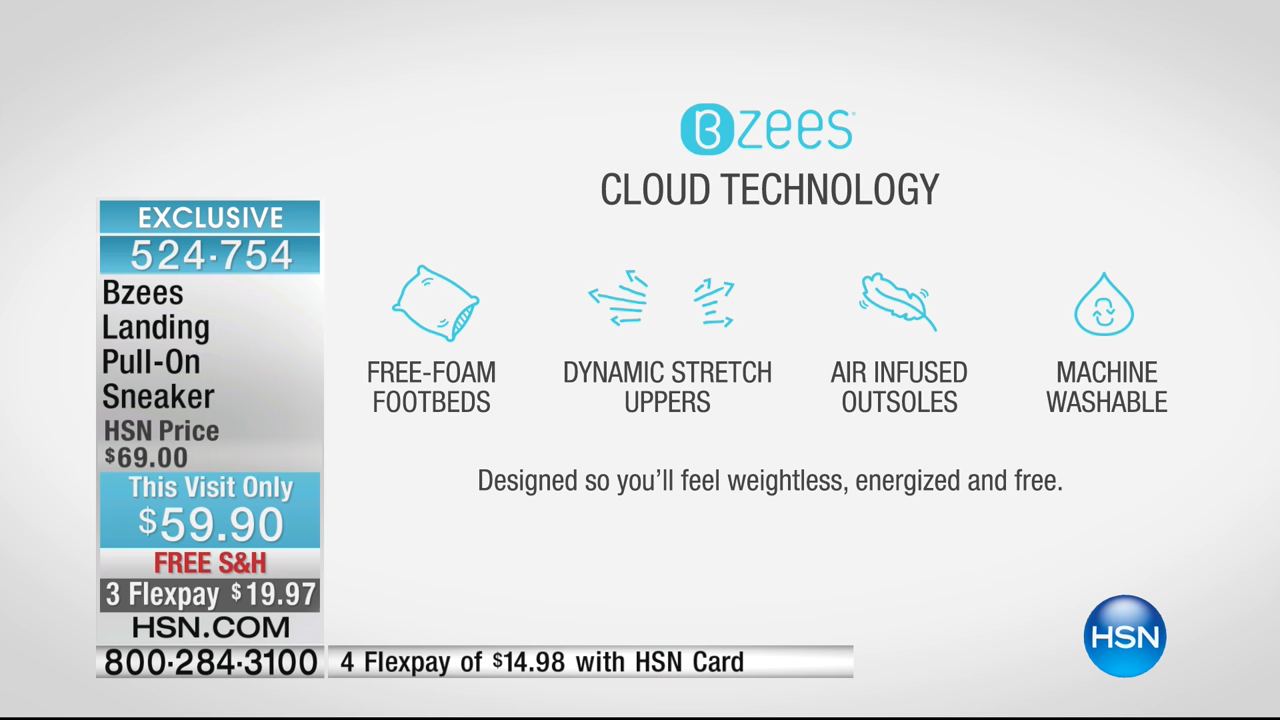 Bzees
CLOUD TECHNOLOGY
EXCLUSIVE
524·754
Bzees
Landing
Pull-On
Sneaker
HSN Price
$69.00
This Visit Only
$59.90
FREE S&H
3 Flexpay $19.97
HSN.COM
800·284·3100
FREE-FOAM
FOOTBEDS
DYNAMIC STRETCH
UPPERS
AIR INFUSED
OUTSOLES
MACHINE
WASHABLE
Designed so you'll feel weightless, energized and free.
4 Flexpay of $14.98 with HSN Card
HSN